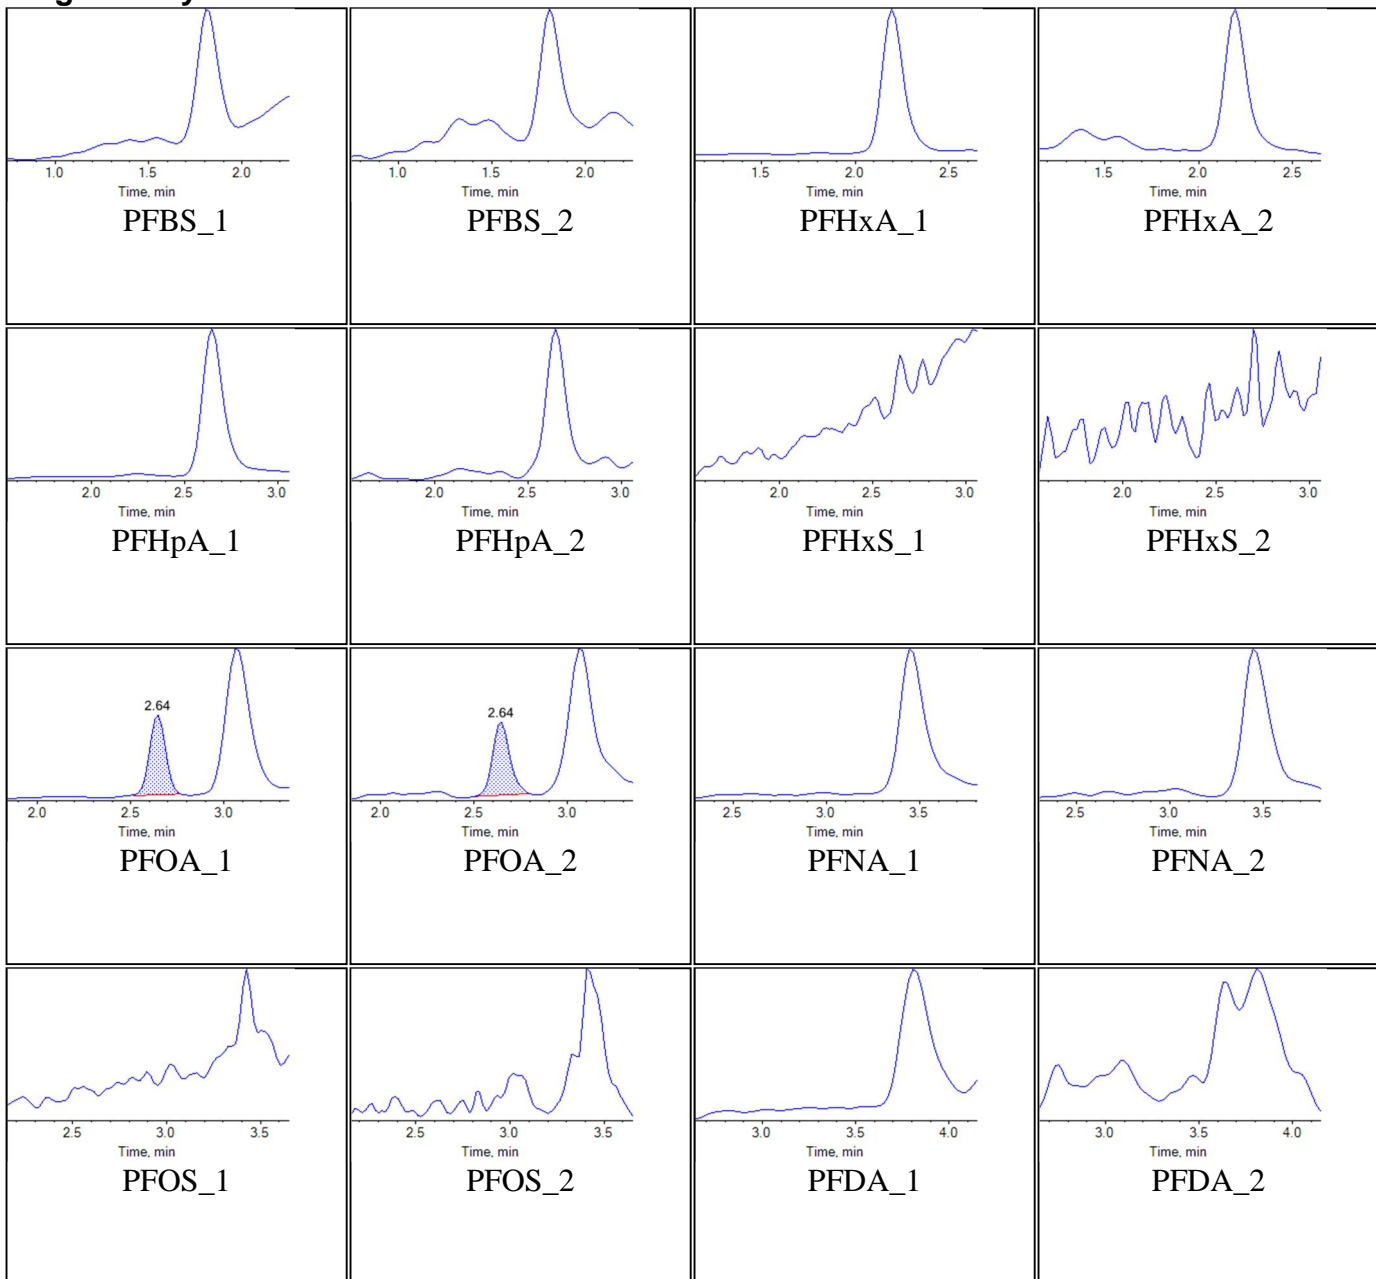 1.0 1.5 2.0
Time, min
PFBS_1
1.0 1.5 2.0
Time, min
PFBS_2
1.5 2.0 2.5
Time, min
PFHxA_1
1.5 2.0 2.5
Time, min
PFHxA_2
2.0 2.5 3.0
Time, min
PFHpA_1
2.0 2.5 3.0
Time, min
PFHpA_2
2.0 2.5 3.0
Time, min
PFHxS_1
2.0 2.5 3.0
Time, min
PFHxS_2
2.64
2.0 2.5 3.0
Time, min
PFOA_1
2.64
2.0 2.5 3.0
Time, min
PFOA_2
2.5 3.0 3.5
Time, min
PFNA_1
2.5 3.0 3.5
Time, min
PFNA_2
2.5 3.0 3.5
Time, min
PFOS_1
2.5 3.0 3.5
Time, min
PFOS_2
3.0 3.5 4.0
Time, min
PFDA_1
3.0 3.5 4.0
Time, min
PFDA_2